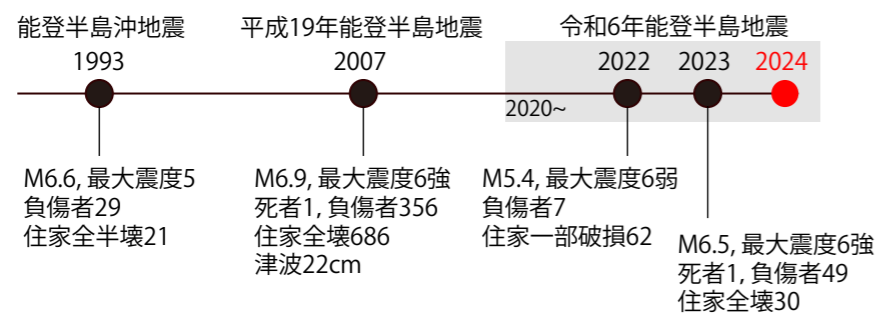 能登半島沖地震
1993
平成19年能登半島地震
2007
令和6年能登半島地震
2022
2023
2024
2020~
M6.6, 最大震度5
負傷者29
住家全半壊21
M6.9, 最大震度6強
死者1, 負傷者356
住家全壊686
津波22cm
M5.4, 最大震度6弱
負傷者7
住家一部破損62
M6.5, 最大震度6強
死者1, 負傷者49
住家全壊30